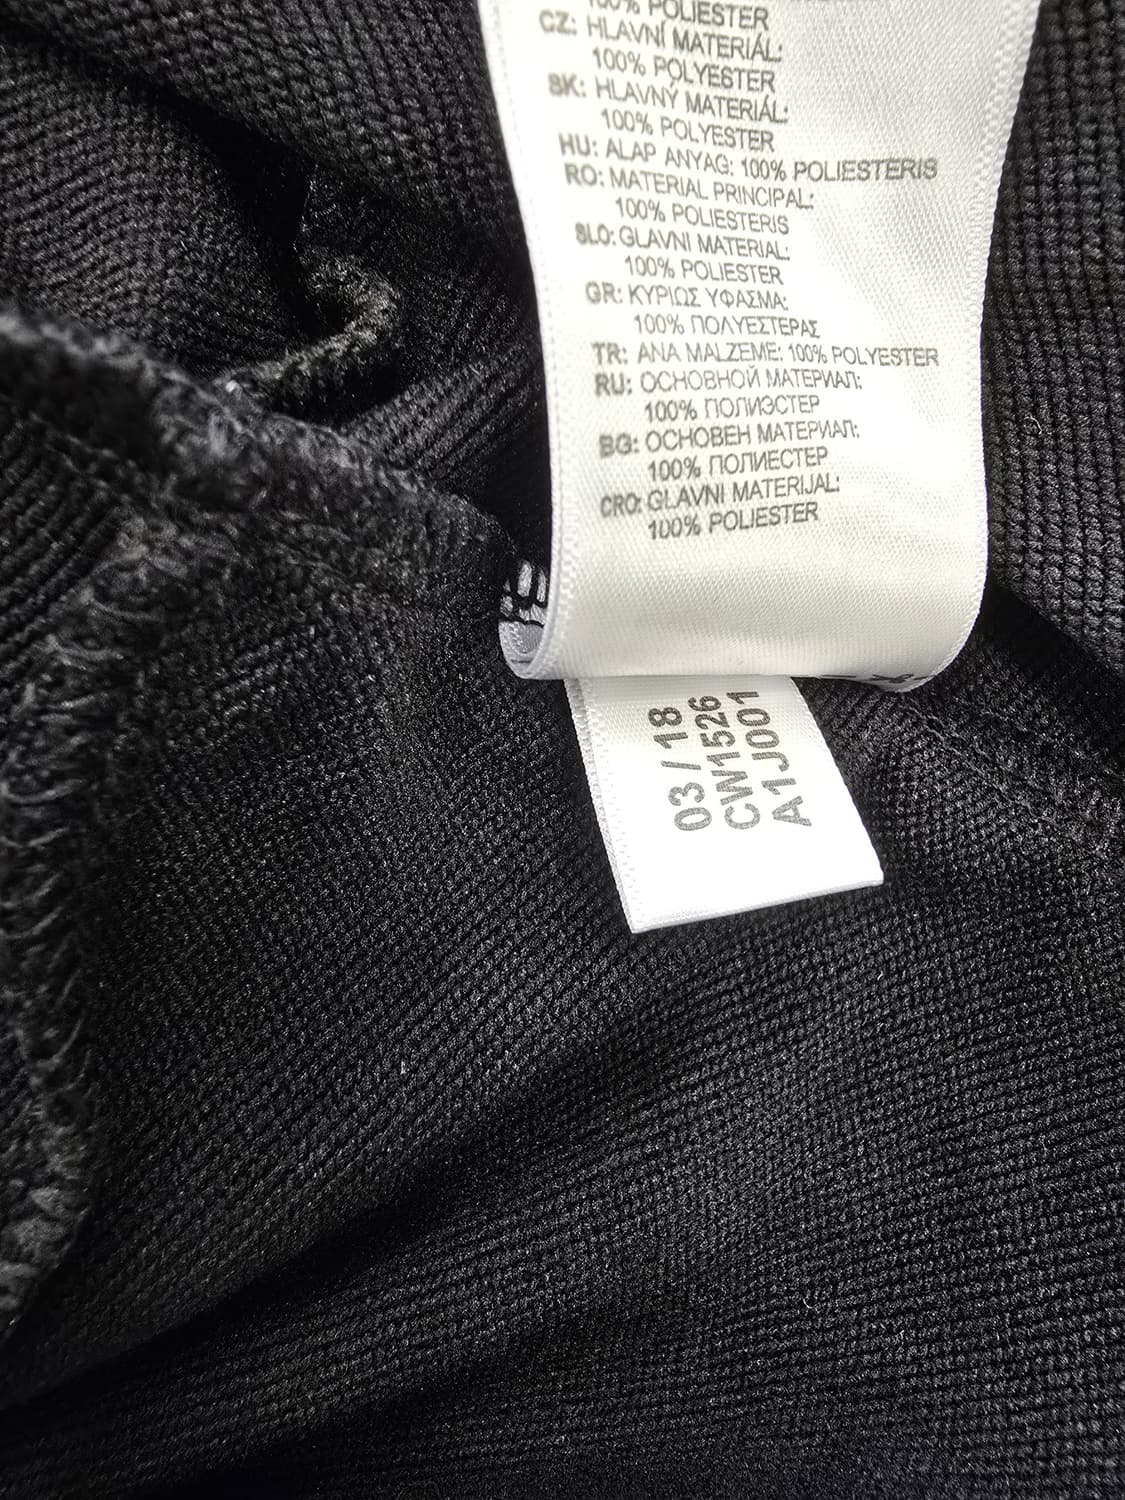 100% POLIESTER
CZ: HLAVNÍ MATERIÁL:
100% POLYESTER
SK: HLAVNÝ MATERIÁL:
100% POLYESTER
HU: ALAP ANYAG: 100% POLIESTERIS
RO: MATERIAL PRINCIPAL:
100% POLIESTERIS
SLO: GLAVNI MATERIAL:
100% POLIESTER
GR: ΚΥΡΙΩΣ ΥΦΑΣΜΑ:
100% ΠΟΛΥΕΣΤΕΡΑΣ
TR: ANA MALZEME: 100% POLYESTER
RU: ОСНОВНОЙ МАТЕРИАЛ:
100% ПОЛИЭСТЕР
BG: ОСНОВЕН МАТЕРИАЛ:
100% ПОЛИЕСТЕР
CRO: GLAVNI MATERIJAL:
100% POLIESTER
03/18
CW1526
A1J001